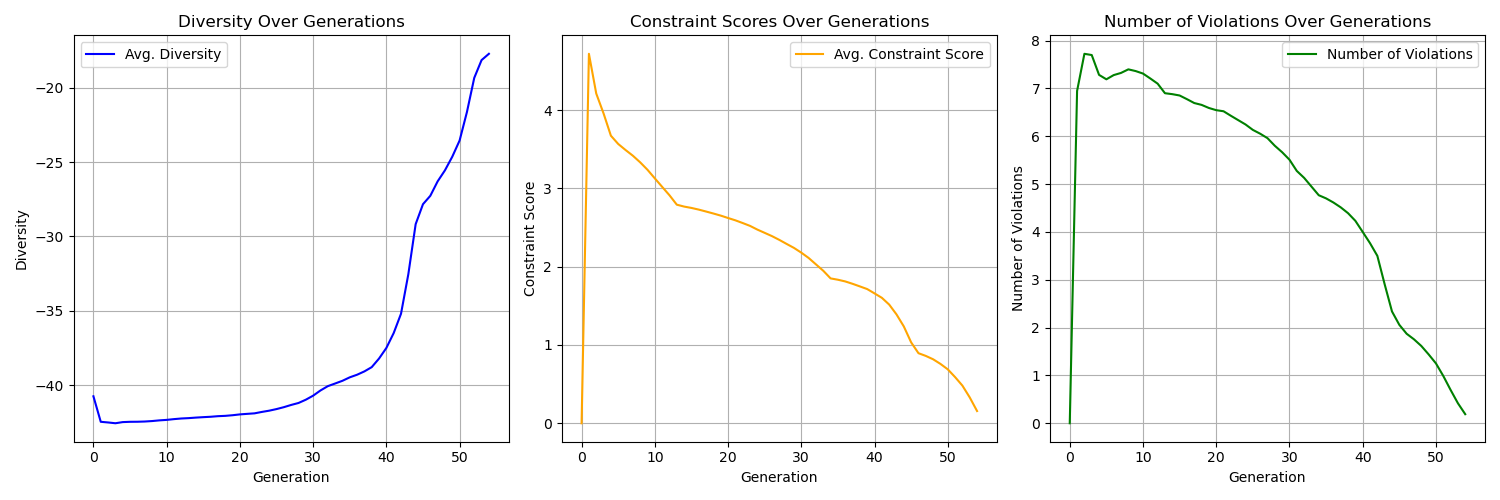 Diversity Over Generations
Avg. Diversity
−20
−25
−30
−35
−40
Diversity
0 10 20 30 40 50
Generation
Constraint Scores Over Generations
Avg. Constraint Score
4
3
2
1
0
Constraint Score
0 10 20 30 40 50
Generation
Number of Violations Over Generations
Number of Violations
8
7
6
5
4
3
2
1
0
Number of Violations
0 10 20 30 40 50
Generation